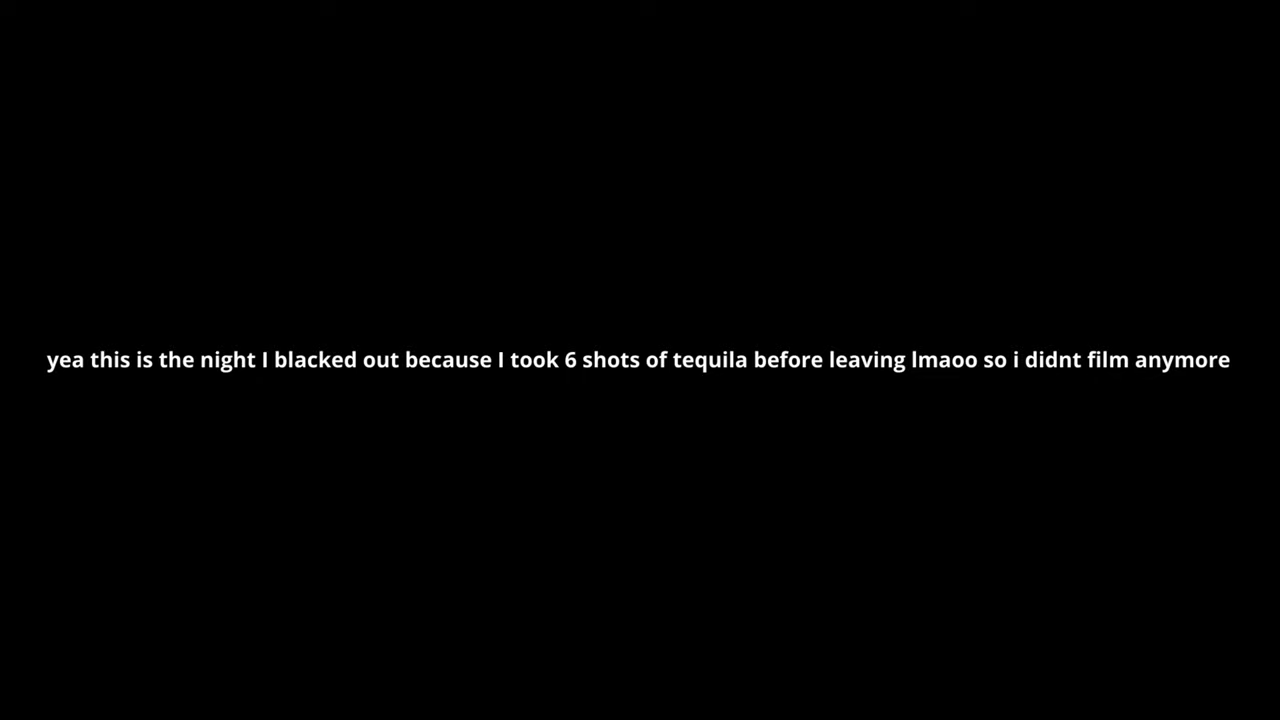 yea this is the night I blacked out because I took 6 shots of tequila before leaving lmaoo so i didnt film anymore